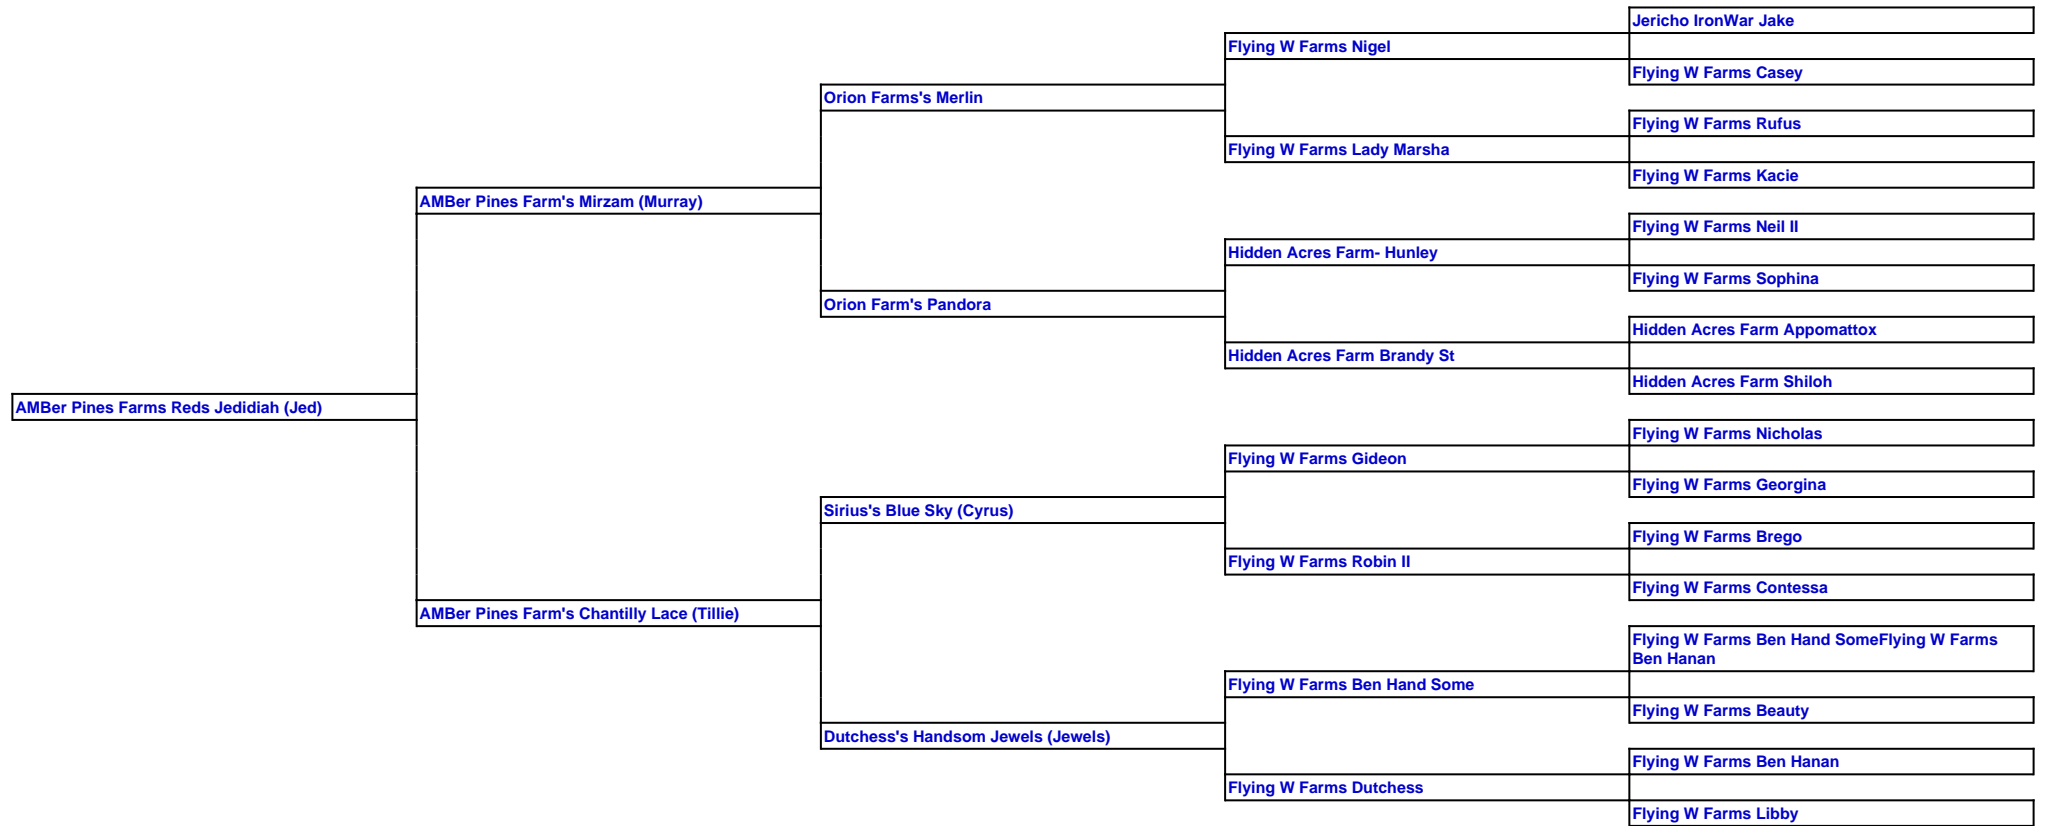 Jericho IronWar Jake
Flying W Farms Nigel
Flying W Farms Casey
Orion Farms's Merlin
Flying W Farms Rufus
Flying W Farms Lady Marsha
Flying W Farms Kacie
AMBer Pines Farm's Mirzam (Murray)
Flying W Farms Neil II
Hidden Acres Farm- Hunley
Flying W Farms Sophina
Orion Farm's Pandora
Hidden Acres Farm Appomattox
Hidden Acres Farm Brandy St
Hidden Acres Farm Shiloh
AMBer Pines Farms Reds Jedidiah (Jed)
Flying W Farms Nicholas
Flying W Farms Gideon
Flying W Farms Georgina
Sirius's Blue Sky (Cyrus)
Flying W Farms Brego
Flying W Farms Robin II
Flying W Farms Contessa
AMBer Pines Farm's Chantilly Lace (Tillie)
Flying W Farms Ben Hand SomeFlying W Farms
Ben Hanan
Flying W Farms Ben Hand Some
Flying W Farms Beauty
Dutchess's Handsom Jewels (Jewels)
Flying W Farms Ben Hanan
Flying W Farms Dutchess
Flying W Farms Libby